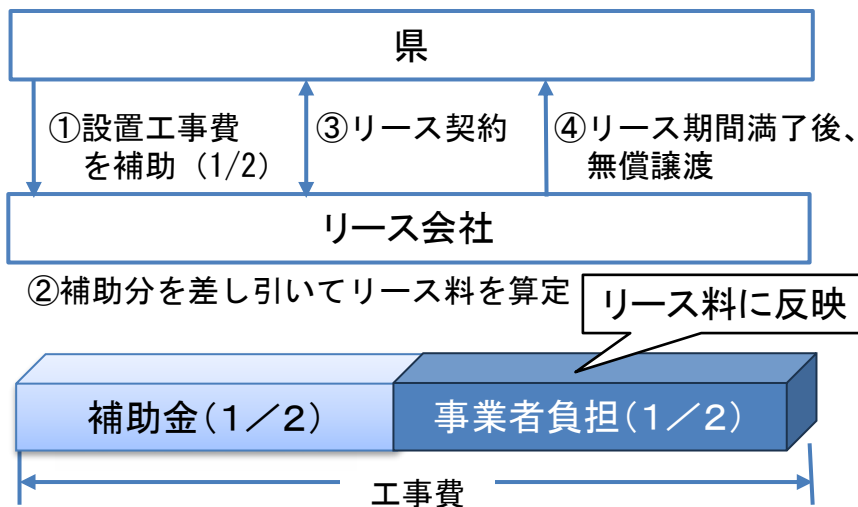 県
①設置工事費
を補助（1/2）
③リース契約
④リース期間満了後、
無償譲渡
リース会社
②補助分を差し引いてリース料を算定
リース料に反映
補助金（１／２）
事業者負担（１／２）
工事費